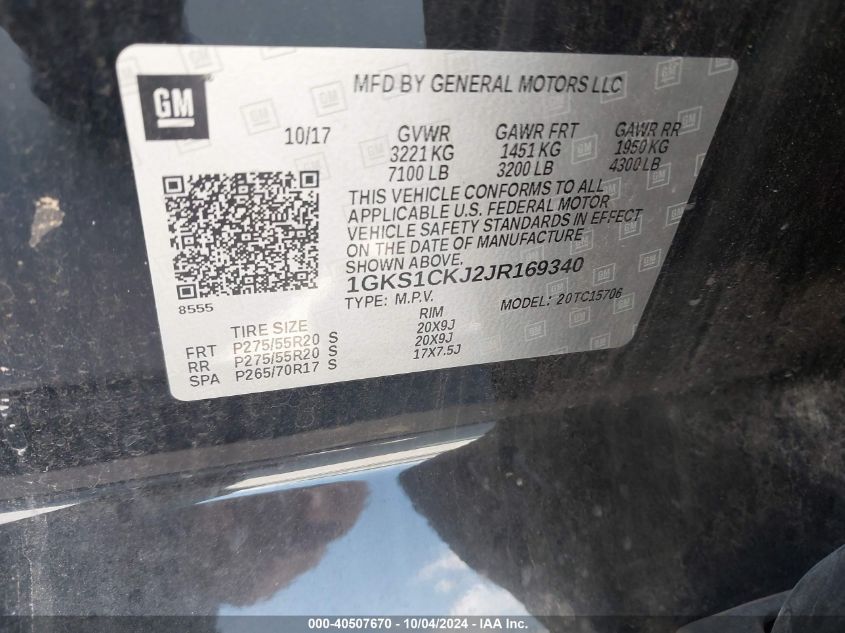 GM
MFD BY GENERAL MOTORS LLC
10/17 GVWR GAWR FRT GAWR RR
3221 KG 1451 KG 1950 KG
7100 LB 3200 LB 4300 LB
THIS VEHICLE CONFORMS TO ALL
APPLICABLE U.S. FEDERAL MOTOR
VEHICLE SAFETY STANDARDS IN EFFECT
ON THE DATE OF MANUFACTURE
SHOWN ABOVE.
1GKS1CKJ2JR169340
8555
TYPE: M.P.V. MODEL: 20TC15706
TIRE SIZE RIM
FRT P275/55R20 S 20X9J
RR P275/55R20 S 20X9J
SPA P265/70R17 S 17X7.5J
000-40507670 - 10/04/2024 - IAA Inc.